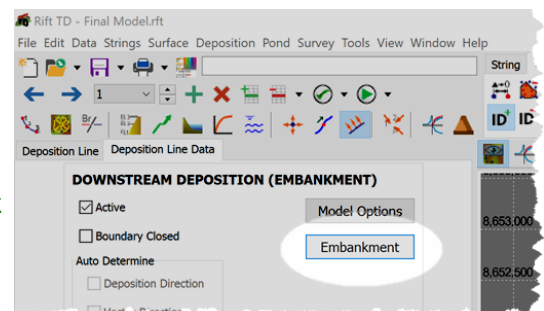 Rift TD - Final Model.rft
File Edit Data Strings Surface Deposition Pond Survey Tools View Window Help
String
1
Br/-
ID+ ID
Deposition Line Deposition Line Data
DOWNSTREAM DEPOSITION (EMBANKMENT)
Active
Model Options
8,653,000
Boundary Closed
Embankment
Auto Determine
8,652,500
Deposition Direction